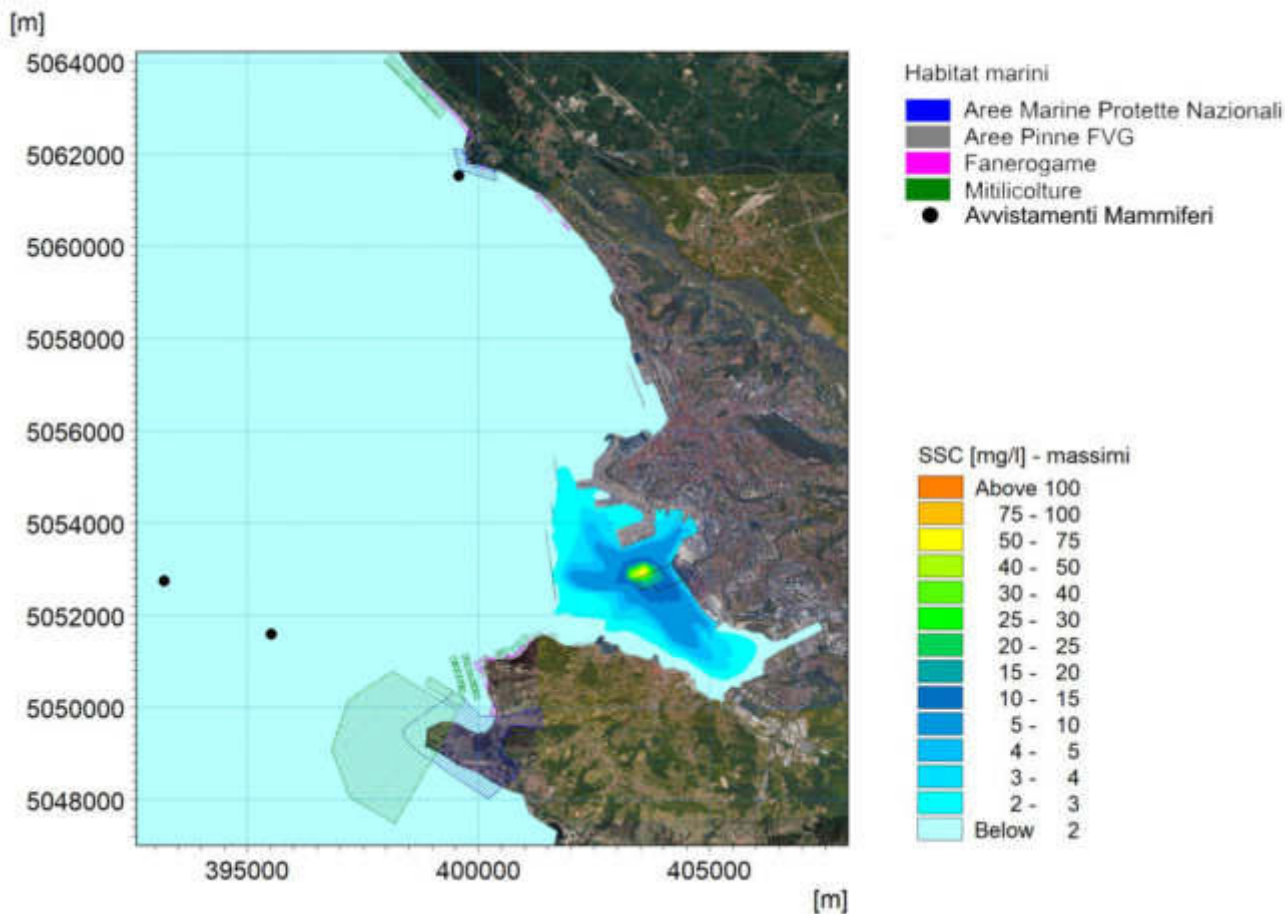 [m]
5064000
5062000
5060000
5058000
5056000
5054000
5052000
5050000
5048000
395000
400000
405000
[m]
Habitat marini
Aree Marine Protette Nazionali
Aree Pinne FVG
Fanerogame
Mitilicolture
Avvistamenti Mammiferi
SSC [mg/l] - massimi
Above 100
75 - 100
50 - 75
40 - 50
30 - 40
25 - 30
20 - 25
15 - 20
10 - 15
5 - 10
4 - 5
3 - 4
2 - 3
Below 2